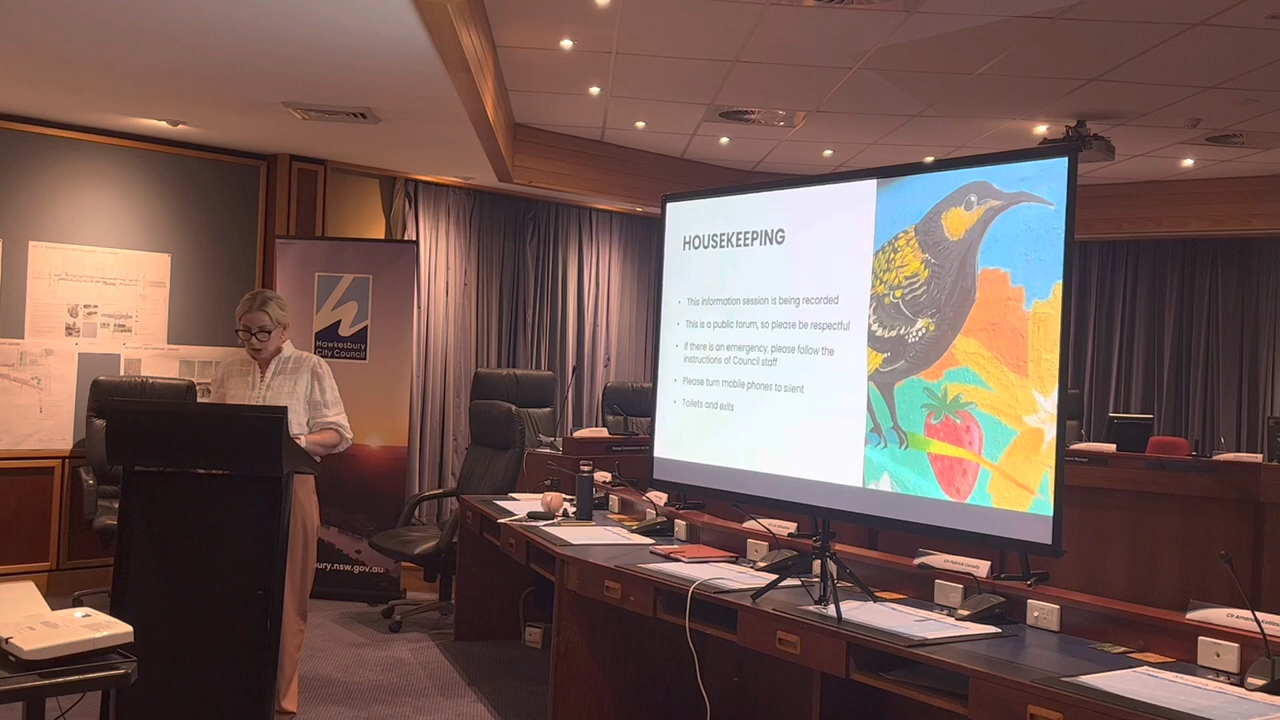 HOUSEKEEPING
• This information session is being recorded
• This is a public forum, so please be respectful
• If there is an emergency, please follow the
instructions of Council staff
• Please turn mobile phones to silent
• Toilets and exits
Hawkesbury
City Council
bury.nsw.gov.au